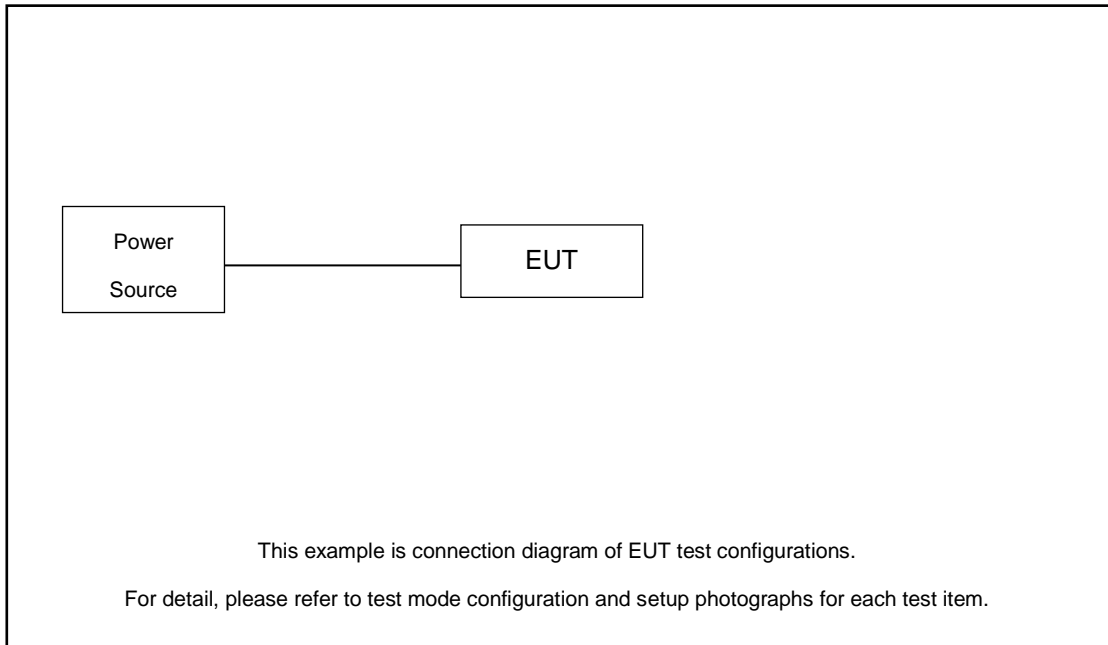 Power
Source
EUT
This example is connection diagram of EUT test configurations.
For detail, please refer to test mode configuration and setup photographs for each test item.